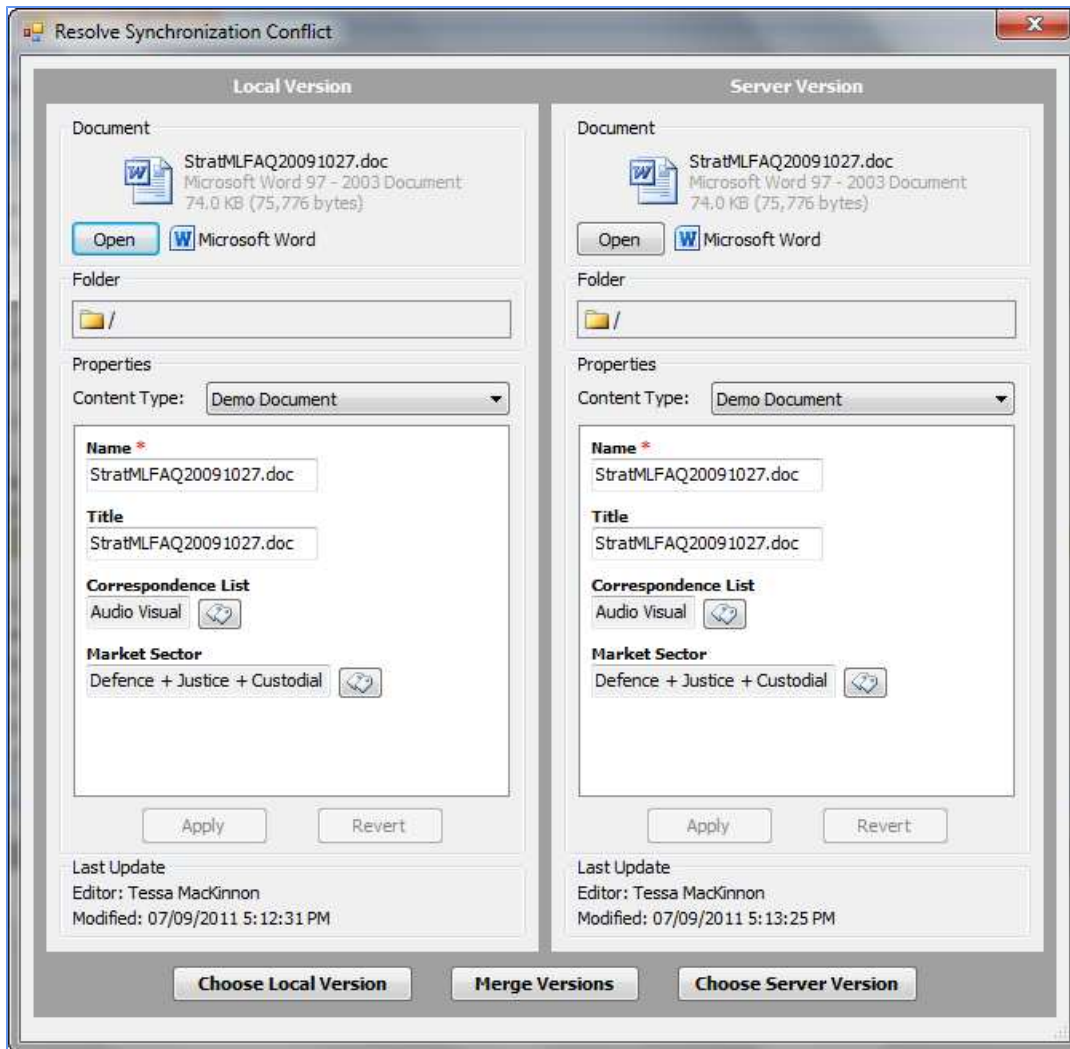 Resolve Synchronization Conflict
Local Version
Document
StratMLFAQ20091027.doc
Microsoft Word 97 - 2003 Document
74.0 KB (75,776 bytes)
Open Microsoft Word
Folder
/
Properties
Content Type: Demo Document
Name *
StratMLFAQ20091027.doc
Title
StratMLFAQ20091027.doc
Correspondence List
Audio Visual
Market Sector
Defence + Justice + Custodial
Apply Revert
Last Update
Editor: Tessa MacKinnon
Modified: 07/09/2011 5:12:31 PM
Server Version
Document
StratMLFAQ20091027.doc
Microsoft Word 97 - 2003 Document
74.0 KB (75,776 bytes)
Open Microsoft Word
Folder
/
Properties
Content Type: Demo Document
Name *
StratMLFAQ20091027.doc
Title
StratMLFAQ20091027.doc
Correspondence List
Audio Visual
Market Sector
Defence + Justice + Custodial
Apply Revert
Last Update
Editor: Tessa MacKinnon
Modified: 07/09/2011 5:13:25 PM
Choose Local Version Merge Versions Choose Server Version